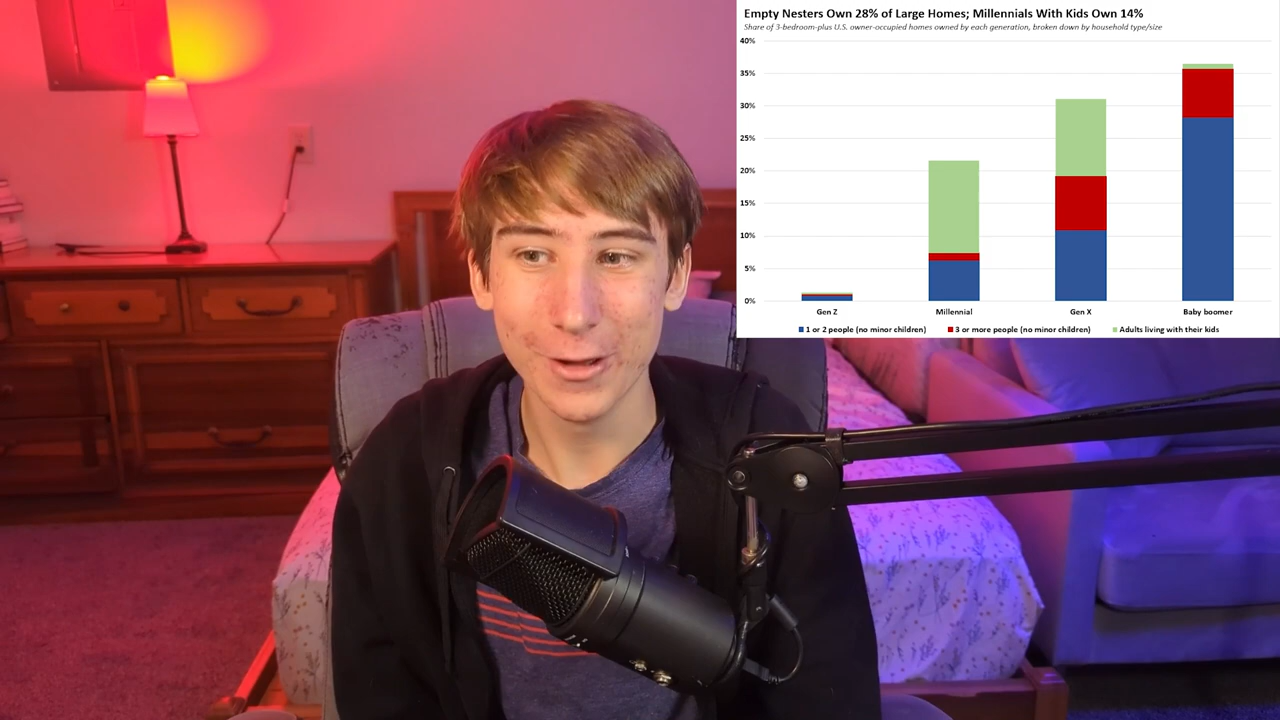 Empty Nesters Own 28% of Large Homes; Millennials With Kids Own 14%
Share of 3-bedroom-plus U.S. owner-occupied homes owned by each generation, broken down by household type/size
40%
35%
30%
25%
20%
15%
10%
5%
0%
Gen Z Millennial Gen X Baby boomer
1 or 2 people (no minor children) 3 or more people (no minor children) Adults living with their kids